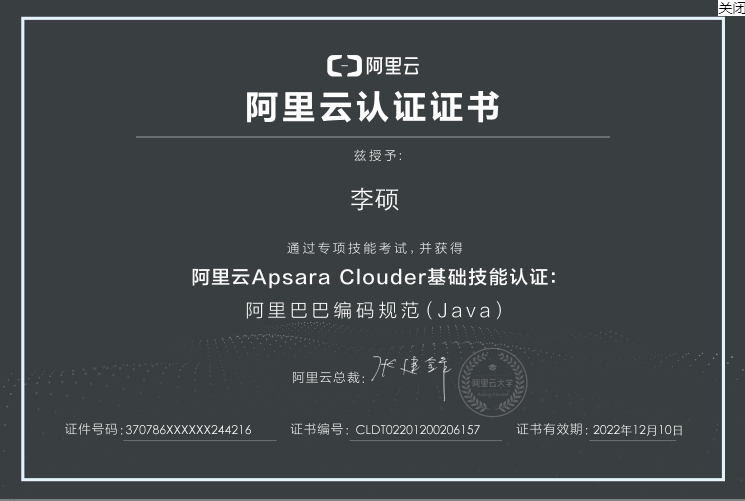 关闭
阿里云
阿里云认证证书
兹授予:
李硕
通过专项技能考试,并获得
阿里云Apsara Clouder基础技能认证:
阿里巴巴编码规范(Java)
阿里云总裁: 张建锋
阿里云大学
证件号码:370786XXXXXX244216 证书编号: CLDT02201200206157 证书有效期: 2022年12月10日